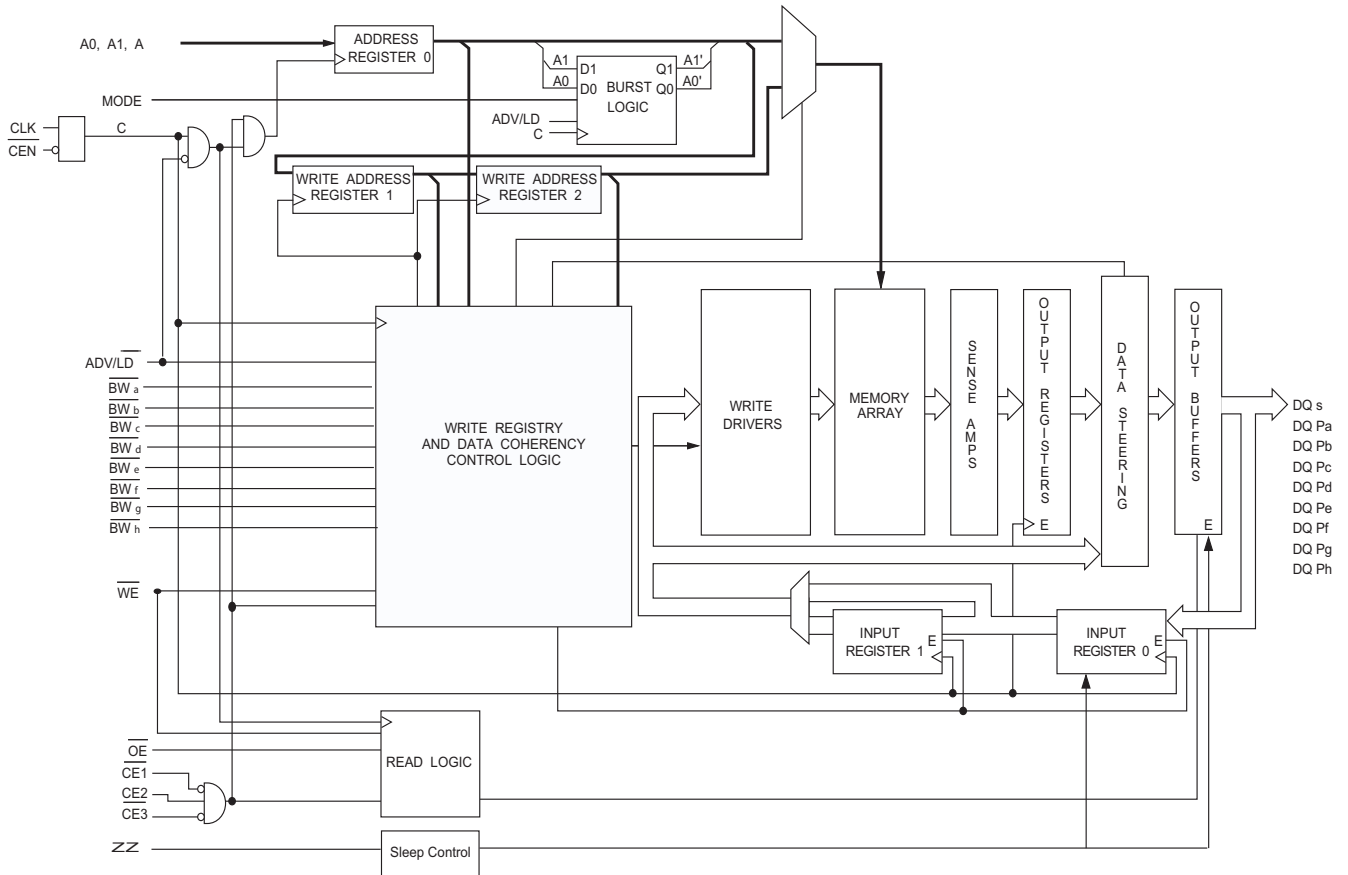 A0, A1, A
ADDRESS
REGISTER 0
A1
A0
D1
D0
BURST
LOGIC
Q1
Q0
A1'
A0'
MODE
ADV/LD
C
CLK
CEN
C
WRITE ADDRESS
REGISTER 1
WRITE ADDRESS
REGISTER 2
ADV/LD
BW a
BW b
BW c
BW d
BW e
BW f
BW g
BW h
WE
WRITE REGISTRY
AND DATA COHERENCY
CONTROL LOGIC
WRITE
DRIVERS
MEMORY
ARRAY
SENSE AMPS
OUTPUT REGISTERS
E
DATA STEERING
OUTPUT BUFFERS
E
DQ s
DQ Pa
DQ Pb
DQ Pc
DQ Pd
DQ Pe
DQ Pf
DQ Pg
DQ Ph
INPUT
REGISTER 1
E
INPUT
REGISTER 0
E
OE
CE1
CE2
CE3
READ LOGIC
ZZ
Sleep Control